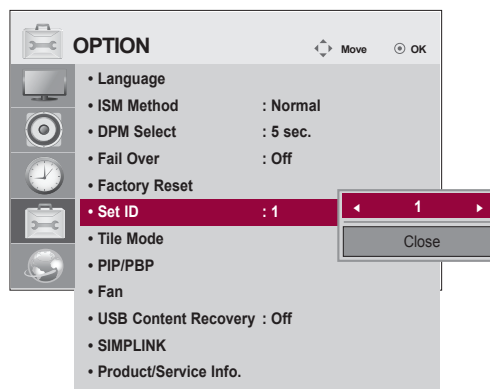 OPTION
Move
OK
• Language
• ISM Method : Normal
• DPM Select : 5 sec.
• Fail Over : Off
• Factory Reset
• Set ID : 1
◄ 1 ►
• Tile Mode
Close
• PIP/PBP
• Fan
• USB Content Recovery : Off
• SIMPLINK
• Product/Service Info.